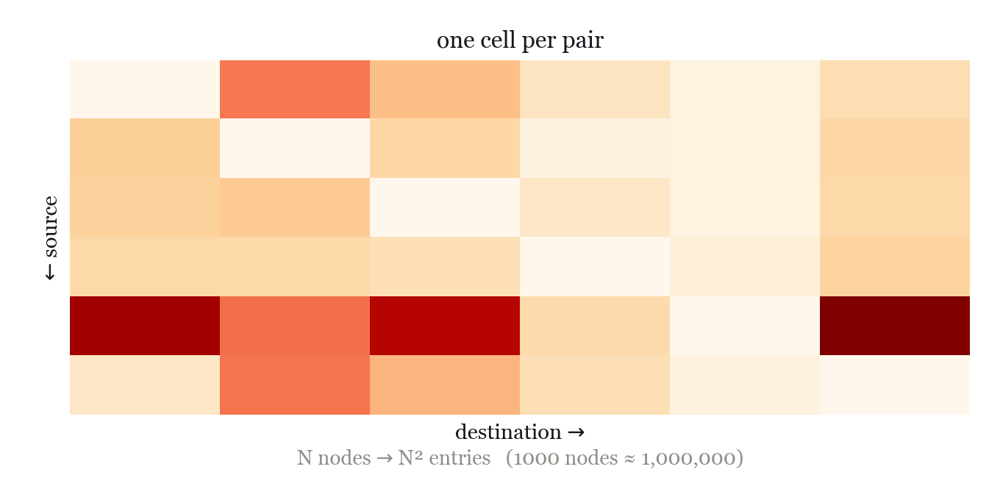 one cell per pair
← source
destination →
N nodes → N² entries (1000 nodes ≈ 1,000,000)